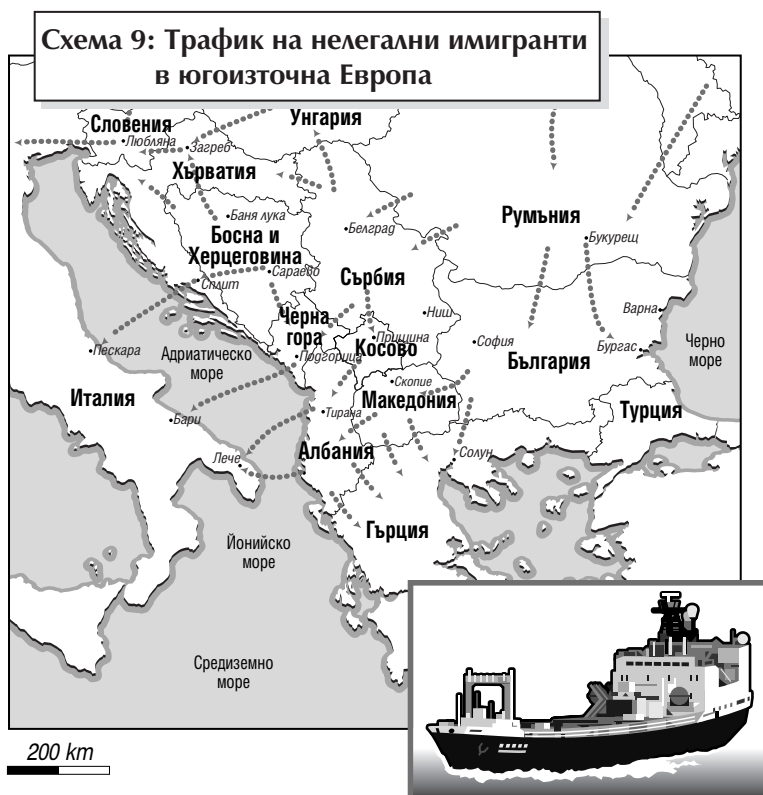 Схема 9: Трафик на нелегални имигранти
в югоизточна Европа
Словения
Любляна
Загреб
Унгария
Хърватия
Баня лука
Босна и
Херцеговина
Сараево
Сплит
Белград
Сърбия
Румъния
Букурещ
Черна
гора
Подгорица
Ниш
Прищина
Косово
Скопие
Македония
София
България
Варна
Бургас
Черно
море
Пескара
Адриатическо
море
Италия
Бари
Лече
Тирана
Албания
Солун
Турция
Гърция
Йонийско
море
Средиземно
море
200 km